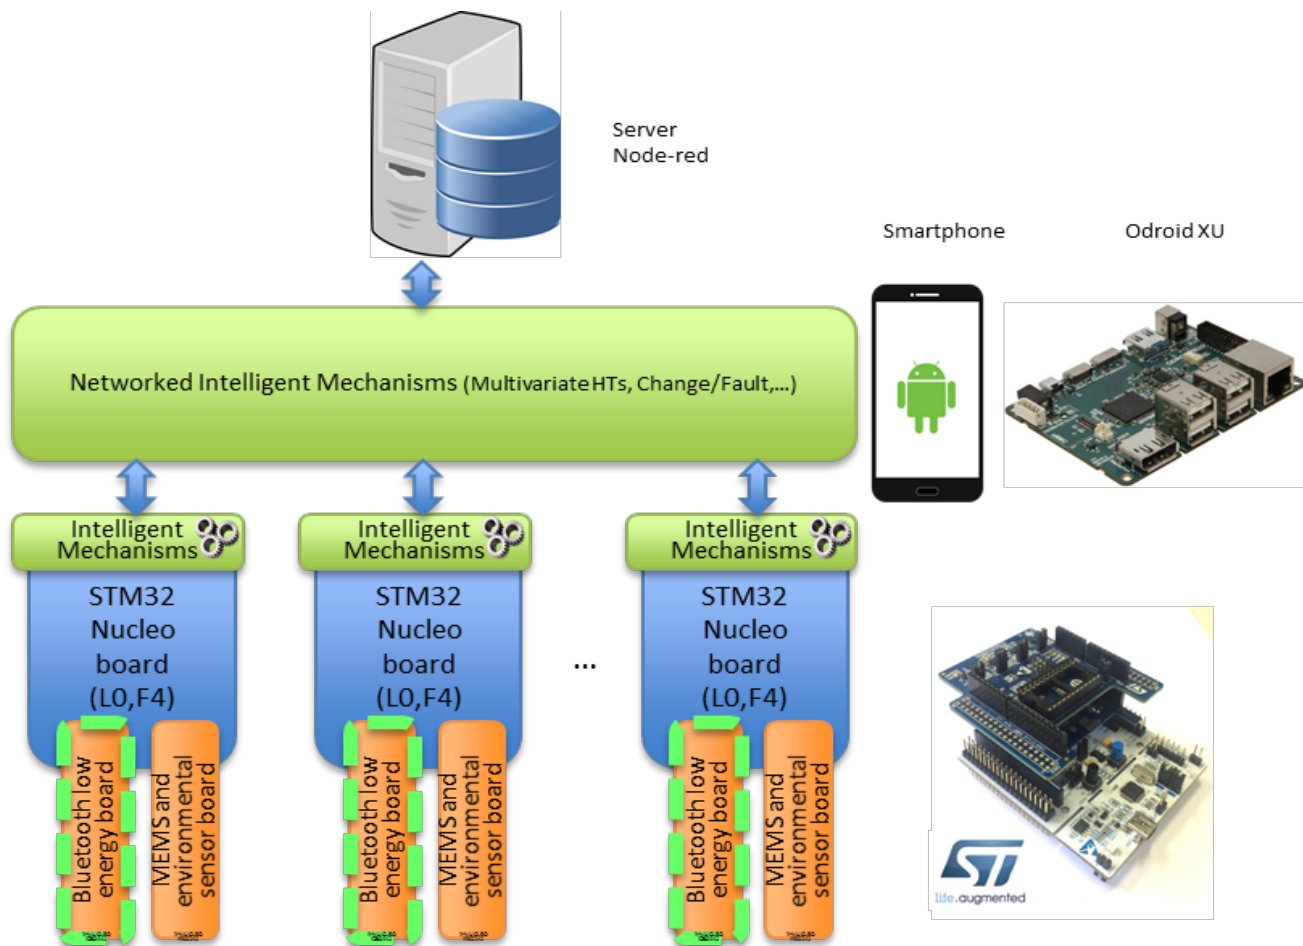 Server
Node-red
Smartphone
Odroid XU
Networked Intelligent Mechanisms (Multivariate HTs, Change/Fault,...)
Intelligent
Mechanisms
STM32
Nucleo
board
(L0,F4)
Bluetooth low
energy board
MEMS and
environmental
sensor board
Intelligent
Mechanisms
STM32
Nucleo
board
(L0,F4)
Bluetooth low
energy board
MEMS and
environmental
sensor board
...
Intelligent
Mechanisms
STM32
Nucleo
board
(L0,F4)
Bluetooth low
energy board
MEMS and
environmental
sensor board
ST
life.augmented